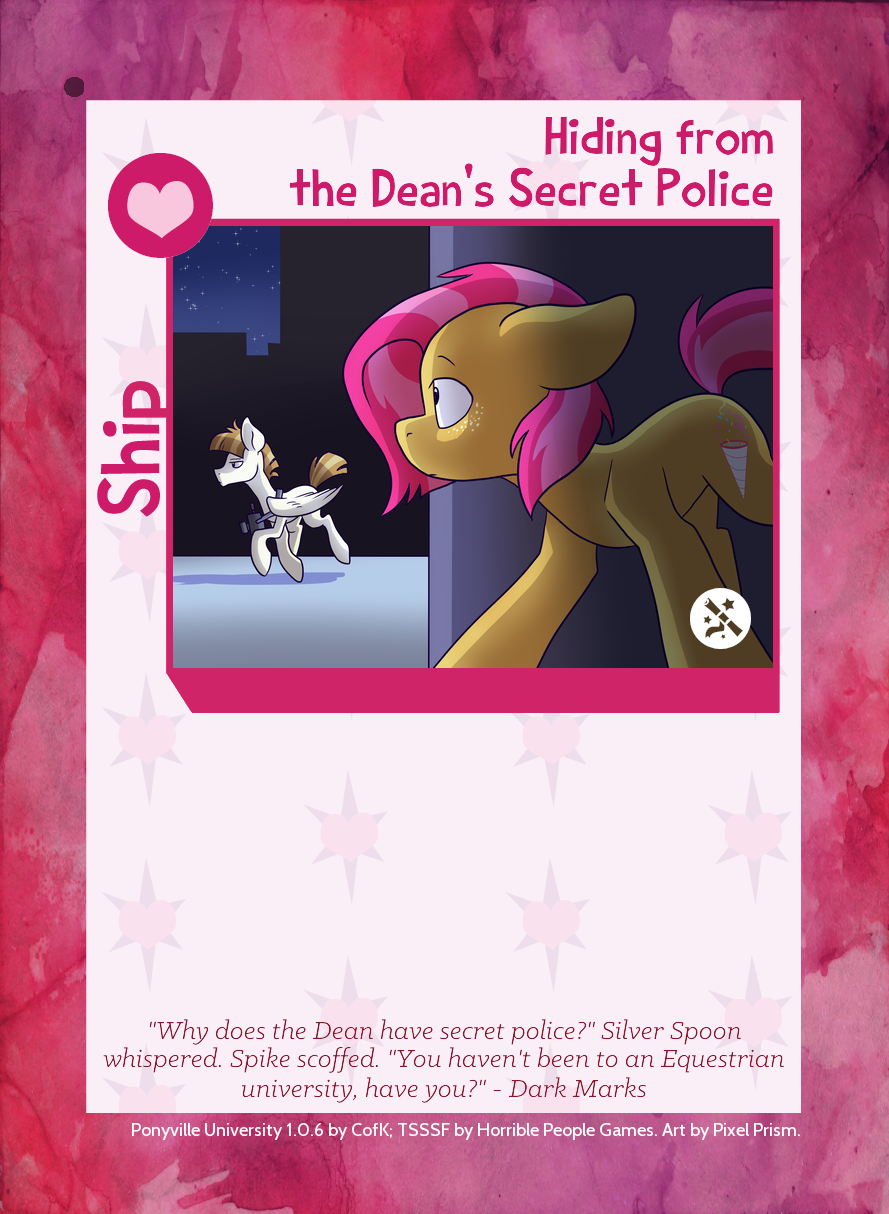 Hiding from
the Dean's Secret Police
Ship
"Why does the Dean have secret police?" Silver Spoon
whispered. Spike scoffed. "You haven't been to an Equestrian
university, have you?" - Dark Marks
Ponyville University 1.0.6 by CofK; TSSSF by Horrible People Games. Art by Pixel Prism.